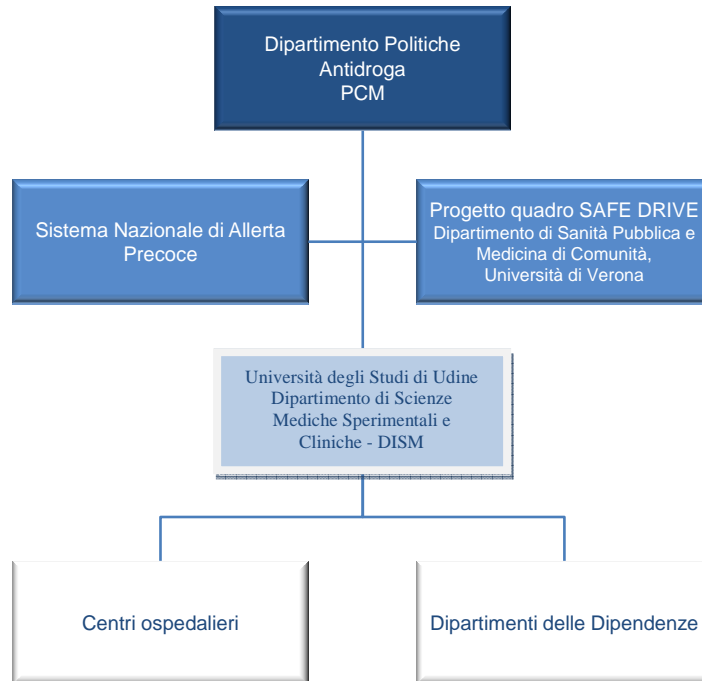 Dipartimento Politiche
Antidroga
PCM
Sistema Nazionale di Allerta
Precoce
Progetto quadro SAFE DRIVE
Dipartimento di Sanità Pubblica e
Medicina di Comunità,
Università di Verona
Università degli Studi di Udine
Dipartimento di Scienze
Mediche Sperimentali e
Cliniche - DISM
Centri ospedalieri
Dipartimenti delle Dipendenze